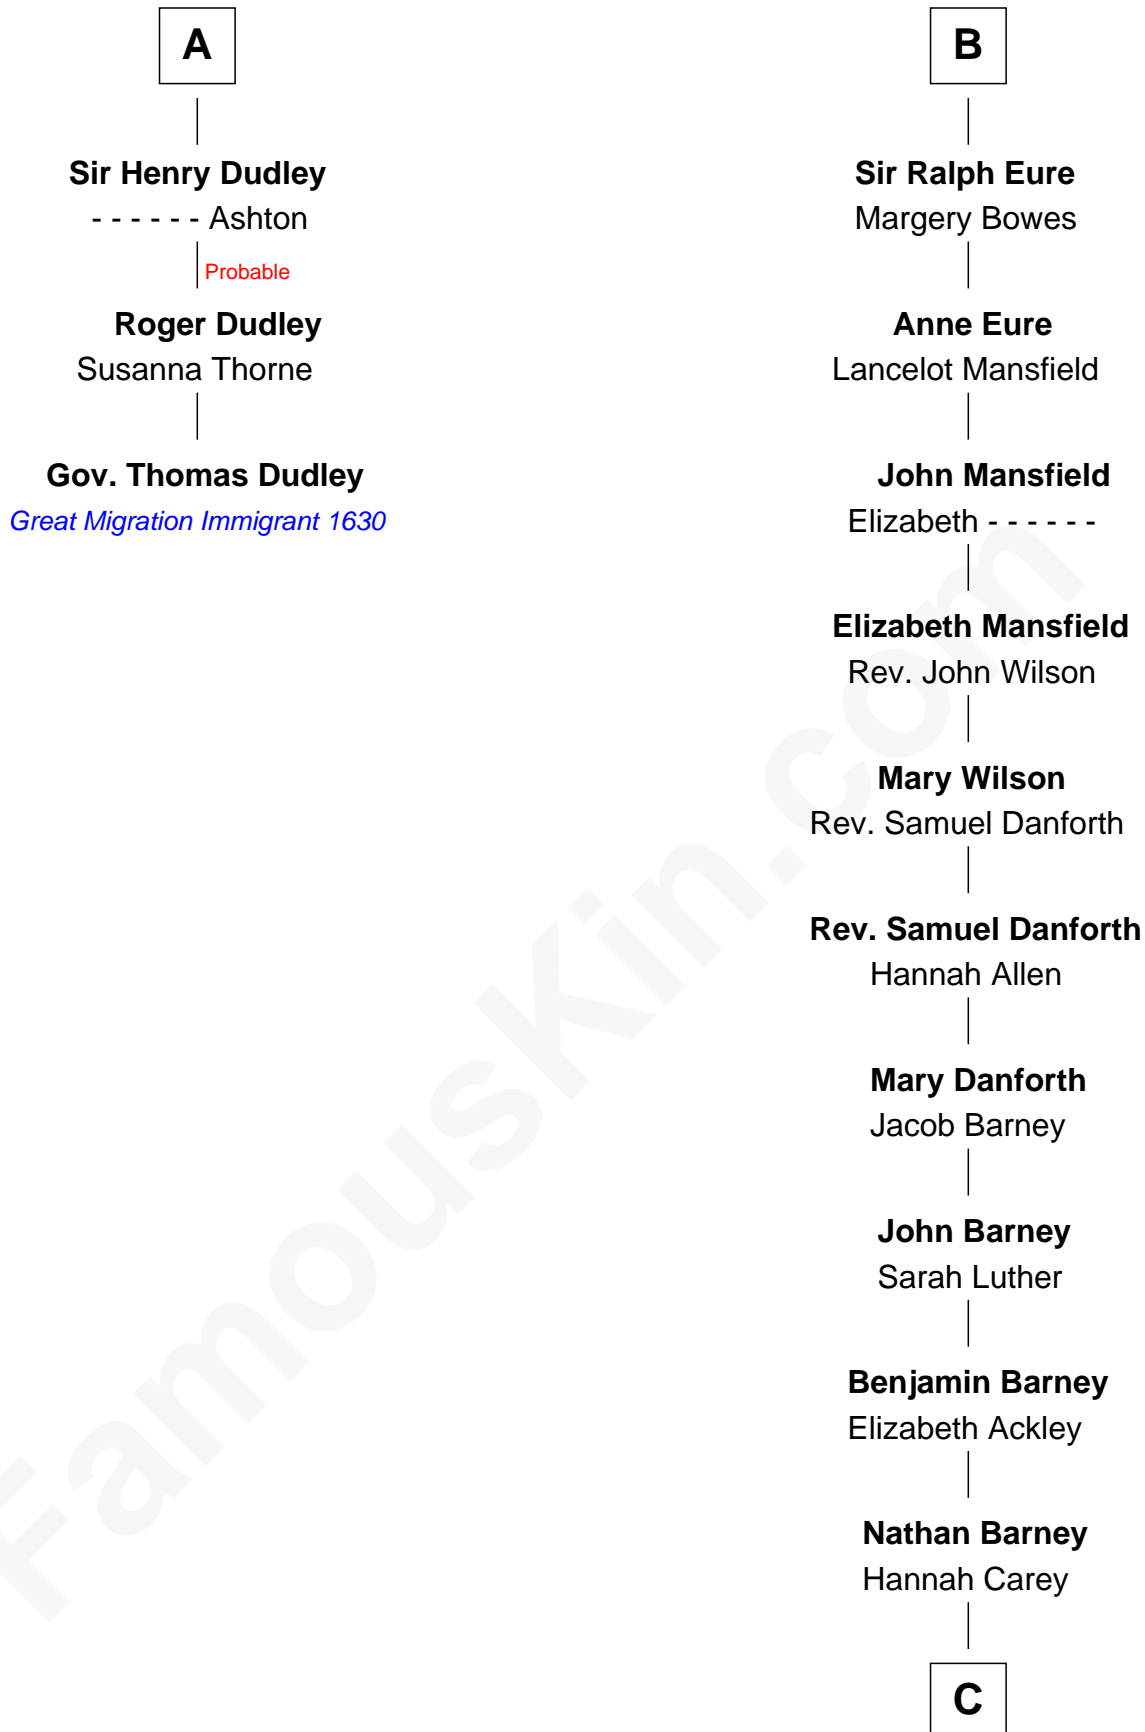 A
Sir Henry Dudley
- - - - - - Ashton
Probable
Roger Dudley
Susanna Thorne
Gov. Thomas Dudley
Great Migration Immigrant 1630
B
Sir Ralph Eure
Margery Bowes
Anne Eure
Lancelot Mansfield
John Mansfield
Elizabeth - - - - - -
Elizabeth Mansfield
Rev. John Wilson
Mary Wilson
Rev. Samuel Danforth
Rev. Samuel Danforth
Hannah Allen
Mary Danforth
Jacob Barney
John Barney
Sarah Luther
Benjamin Barney
Elizabeth Ackley
Nathan Barney
Hannah Carey
C
FamousKin.com